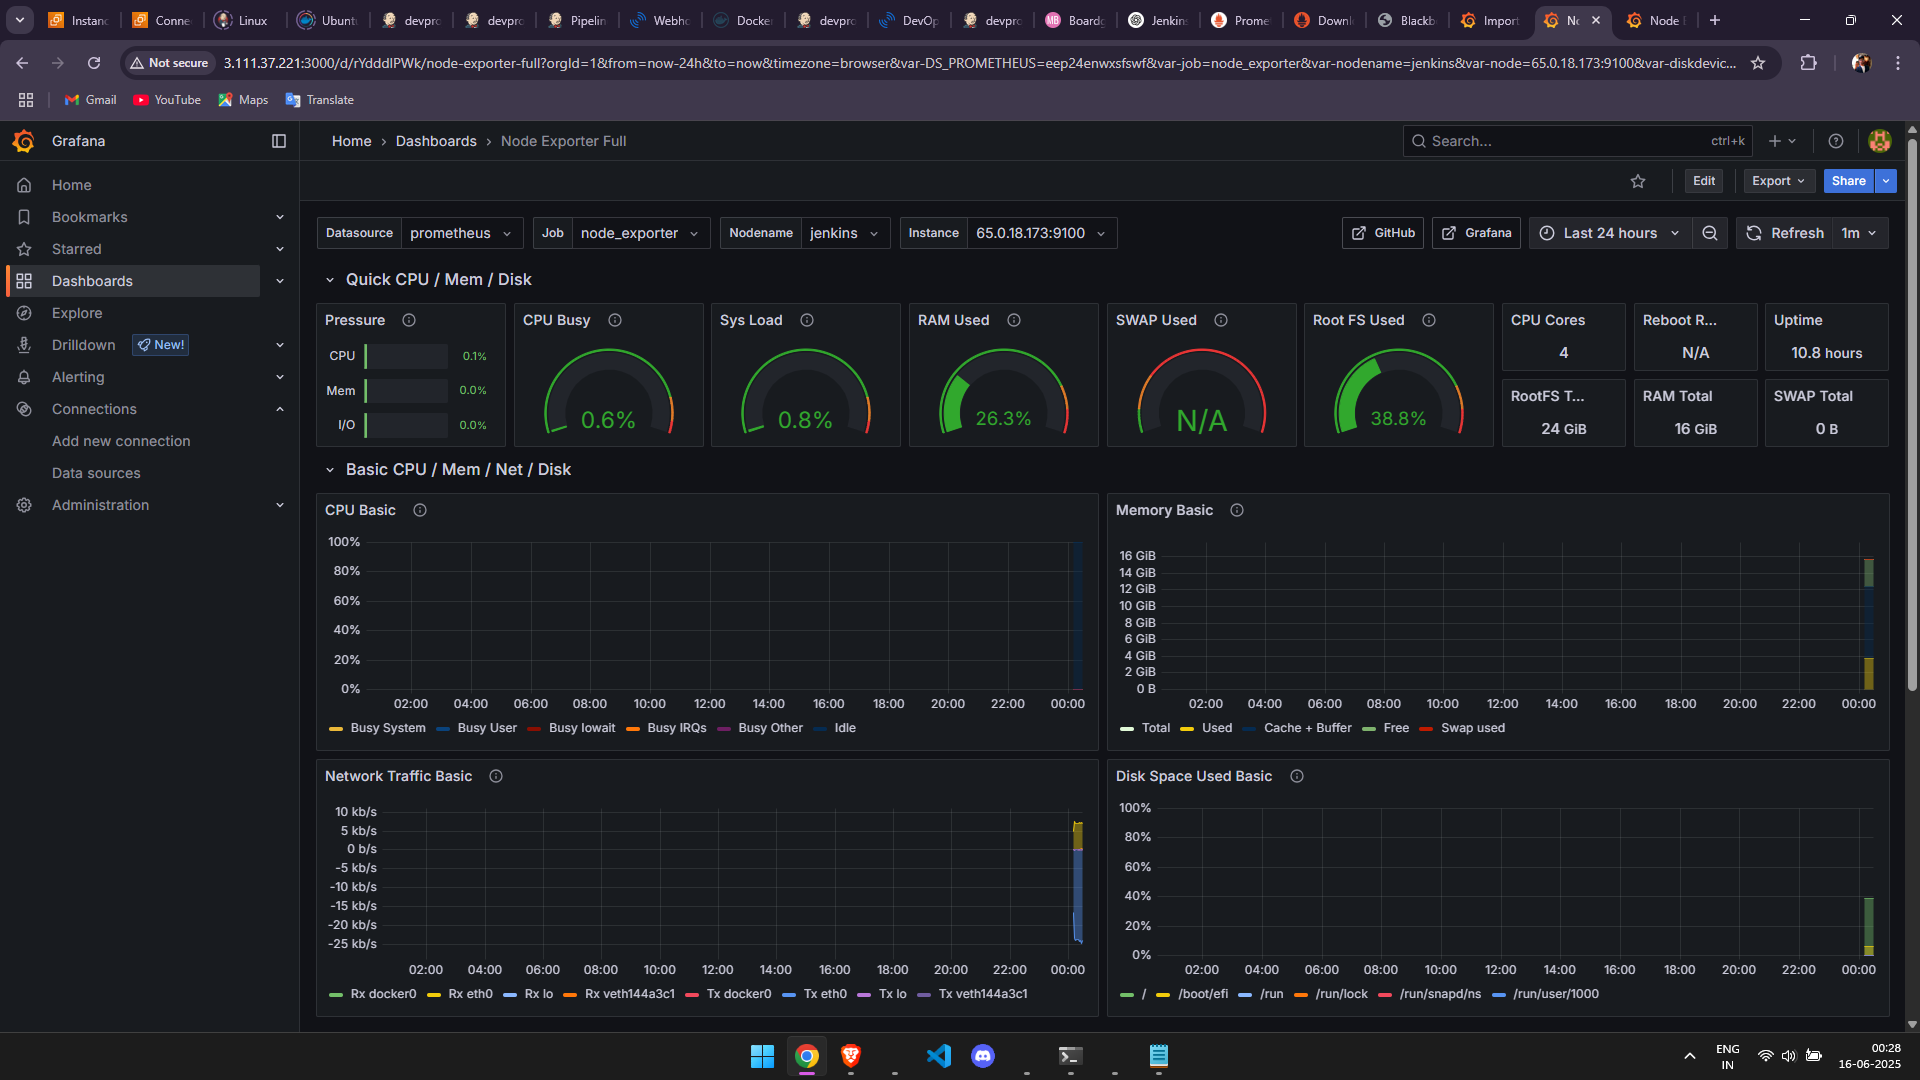 Instanc
Connec
Linux
Ubuntu
devpro
devpro
Pipelin
Webho
Docker
devpro
DevOp
devpro
MB Board
Jenkin
Prome
Downl
Blackb
Import
No
Node E
Not secure
3.111.37.221:3000/d/rYdddlPWk/node-exporter-full?orgId=1&from=now-24h&to=now&timezone=browser&var-DS_PROMETHEUS=eep24enwxsfswf&var-job=node_exporter&var-nodename=jenkins&var-node=65.0.18.173:9100&var-diskdevic...
Gmail YouTube Maps Translate
Grafana
Home › Dashboards › Node Exporter Full
Search... ctrl+k
Home
Bookmarks
Starred
Dashboards
Explore
Drilldown New!
Alerting
Connections
Add new connection
Data sources
Administration
Edit Export Share
Datasource prometheus Job node_exporter Nodename jenkins Instance 65.0.18.173:9100
GitHub Grafana Last 24 hours Refresh 1m
Quick CPU / Mem / Disk
Pressure
CPU 0.1%
Mem 0.0%
I/O 0.0%
CPU Busy
0.6%
Sys Load
0.8%
RAM Used
26.3%
SWAP Used
N/A
Root FS Used
38.8%
CPU Cores
4
Reboot R...
N/A
Uptime
10.8 hours
RootFS T...
24 GiB
RAM Total
16 GiB
SWAP Total
0 B
Basic CPU / Mem / Net / Disk
CPU Basic
100%
80%
60%
40%
20%
0%
02:00 04:00 06:00 08:00 10:00 12:00 14:00 16:00 18:00 20:00 22:00 00:00
Busy System Busy User Busy Iowait Busy IRQs Busy Other Idle
Memory Basic
16 GiB
14 GiB
12 GiB
10 GiB
8 GiB
6 GiB
4 GiB
2 GiB
0 B
02:00 04:00 06:00 08:00 10:00 12:00 14:00 16:00 18:00 20:00 22:00 00:00
Total Used Cache + Buffer Free Swap used
Network Traffic Basic
10 kb/s
5 kb/s
0 b/s
-5 kb/s
-10 kb/s
-15 kb/s
-20 kb/s
-25 kb/s
02:00 04:00 06:00 08:00 10:00 12:00 14:00 16:00 18:00 20:00 22:00 00:00
Rx docker0 Rx eth0 Rx lo Rx veth144a3c1 Tx docker0 Tx eth0 Tx lo Tx veth144a3c1
Disk Space Used Basic
100%
80%
60%
40%
20%
0%
02:00 04:00 06:00 08:00 10:00 12:00 14:00 16:00 18:00 20:00 22:00 00:00
/ /boot/efi /run /run/lock /run/snapd/ns /run/user/1000
ENG
IN
00:28
16-06-2025